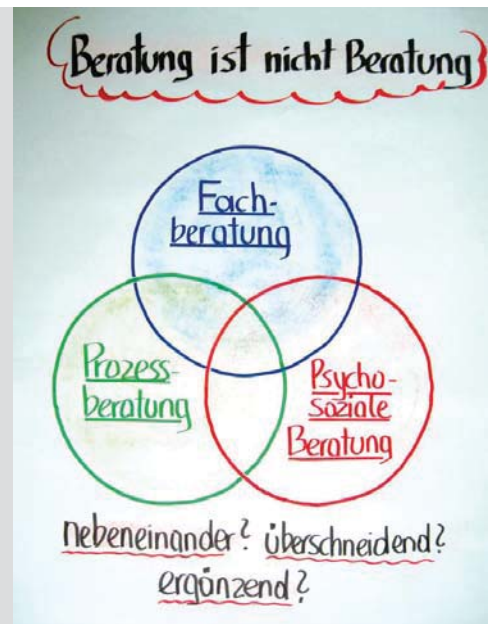 Beratung ist nicht Beratung
Fach-
beratung
Prozess-
beratung
Psycho-
soziale
Beratung
nebeneinander? überschneidend?
ergänzend?